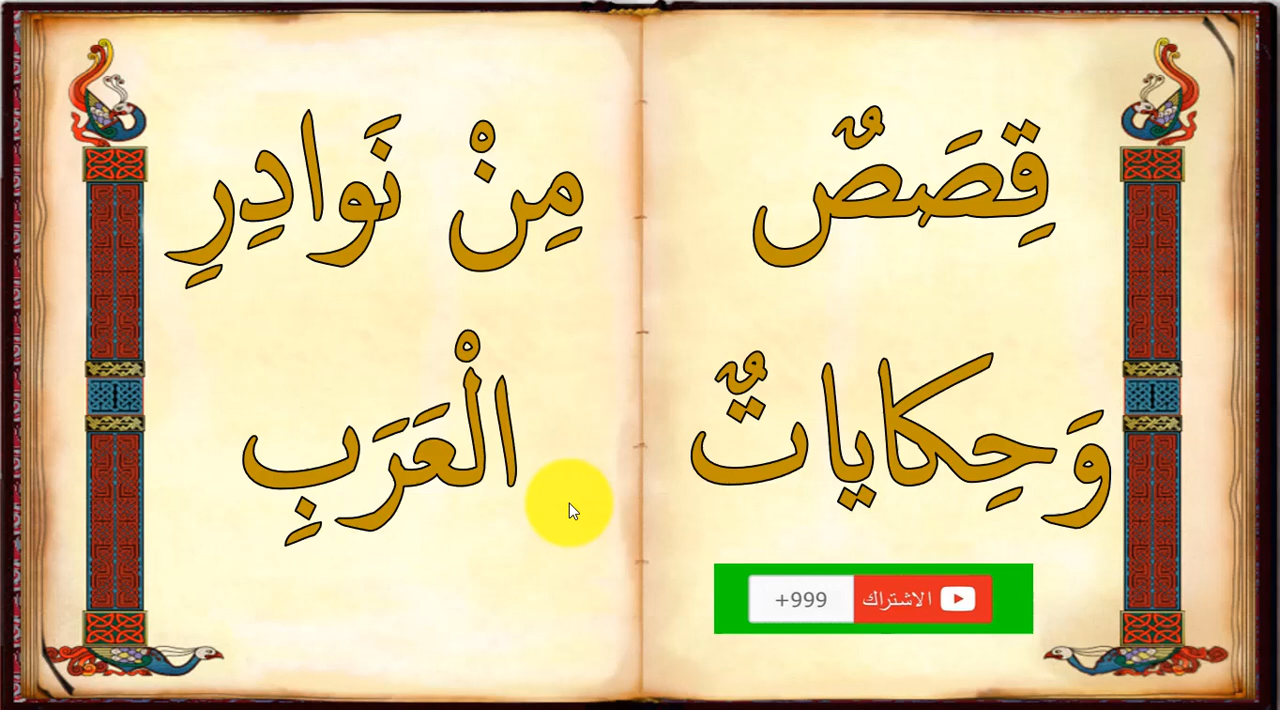 قِصَصٌ
وَحِكاياتٌ
مِنْ نَوادِرِ
الْعَرَبِ
الاشتراك
+999